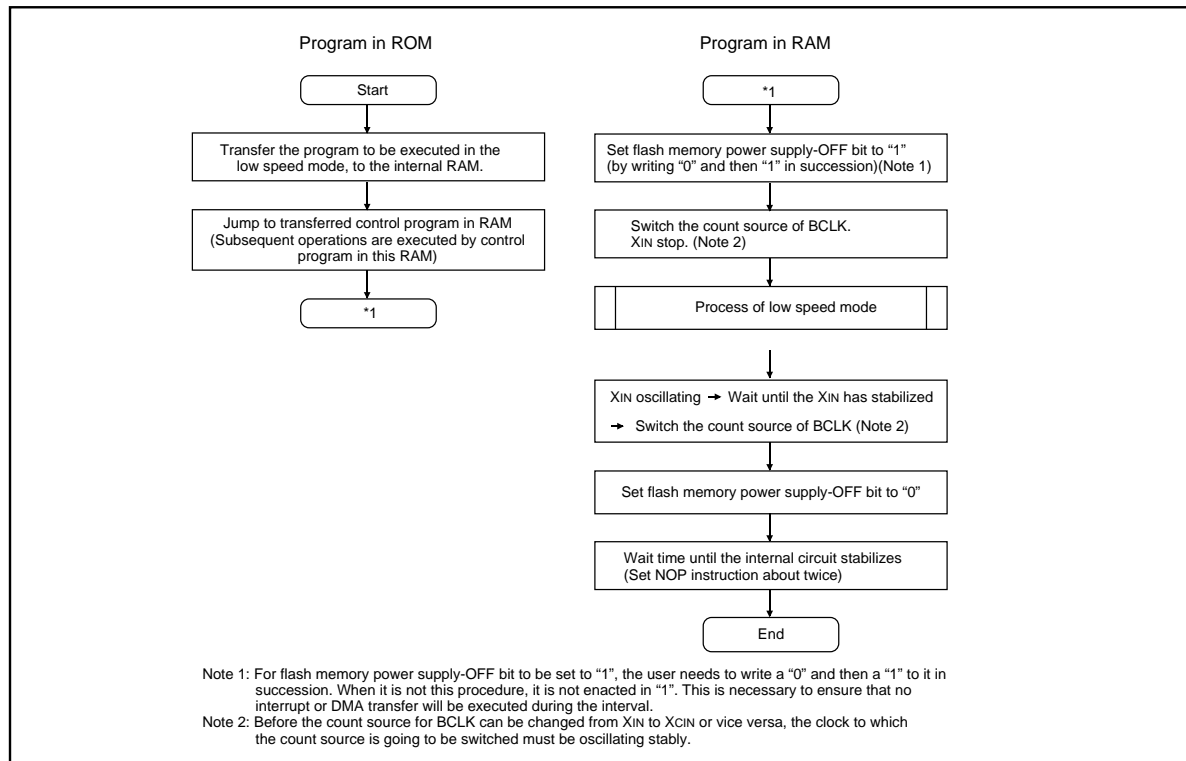 Program in ROM
Start
Transfer the program to be executed in the
low speed mode, to the internal RAM.
Jump to transferred control program in RAM
(Subsequent operations are executed by control
program in this RAM)
*1
Program in RAM
*1
Set flash memory power supply-OFF bit to “1”
(by writing “0” and then “1” in succession)(Note 1)
Switch the count source of BCLK.
XIN stop. (Note 2)
Process of low speed mode
XIN oscillating → Wait until the XIN has stabilized
→ Switch the count source of BCLK (Note 2)
Set flash memory power supply-OFF bit to “0”
Wait time until the internal circuit stabilizes
(Set NOP instruction about twice)
End
Note 1: For flash memory power supply-OFF bit to be set to “1”, the user needs to write a “0” and then a “1” to it in
succession. When it is not this procedure, it is not enacted in “1”. This is necessary to ensure that no
interrupt or DMA transfer will be executed during the interval.
Note 2: Before the count source for BCLK can be changed from XIN to XCIN or vice versa, the clock to which
the count source is going to be switched must be oscillating stably.